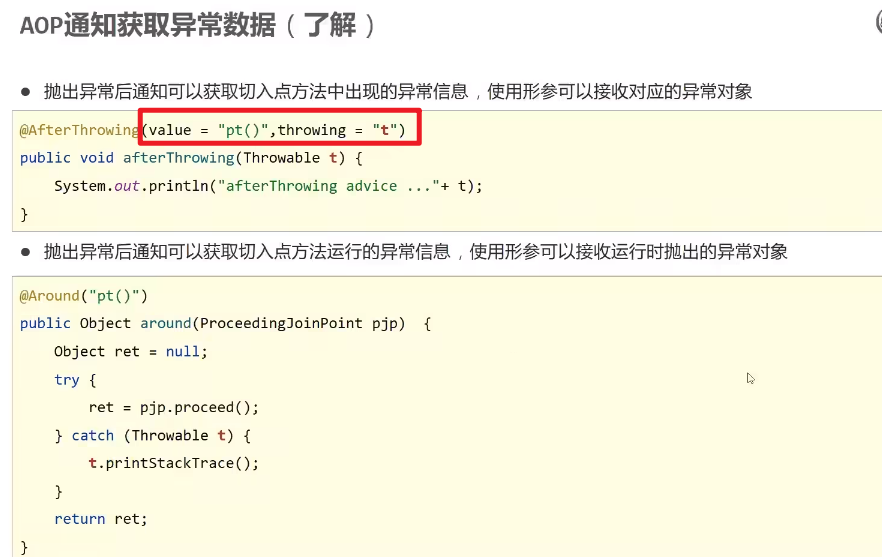 AOP通知获取异常数据（了解）
● 抛出异常后通知可以获取切入点方法中出现的异常信息，使用形参可以接收对应的异常对象
@AfterThrowing(value = "pt()",throwing = "t")
public void afterThrowing(Throwable t) {
    System.out.println("afterThrowing advice ..."+ t);
}
● 抛出异常后通知可以获取切入点方法运行的异常信息，使用形参可以接收运行时抛出的异常对象
@Around("pt()")
public Object around(ProceedingJoinPoint pjp)  {
    Object ret = null;
    try {
        ret = pjp.proceed();
    } catch (Throwable t) {
        t.printStackTrace();
    }
    return ret;
}